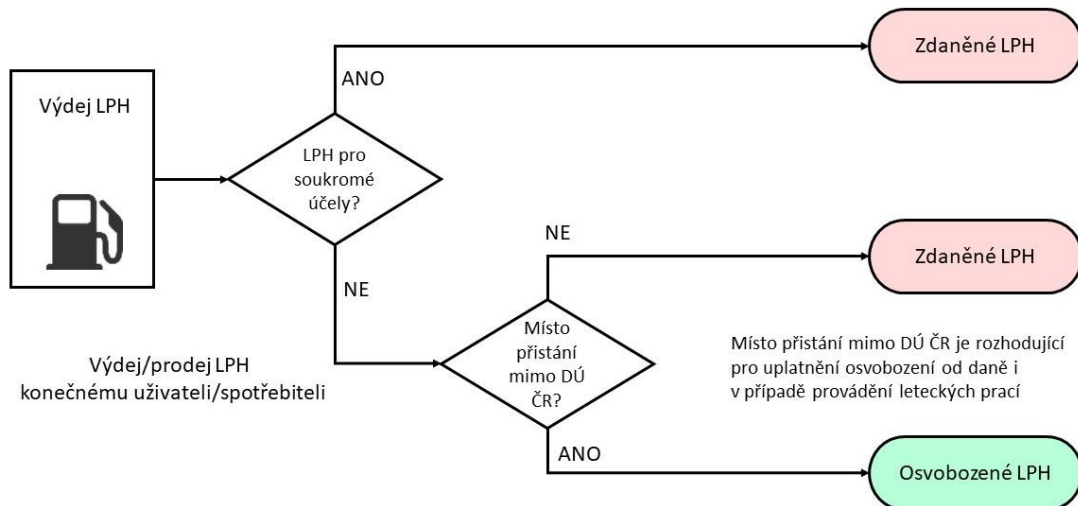 Zdaněné LPH
ANO
Výdej LPH
LPH pro
soukromé
účely?
NE
Zdaněné LPH
NE
Místo
přistání
mimo DÚ
ČR?
Místo přistání mimo DÚ ČR je rozhodující
pro uplatnění osvobození od daně i
v případě provádění leteckých prací
Výdej/prodej LPH
konečnému uživateli/spotřebiteli
ANO
Osvobozené LPH